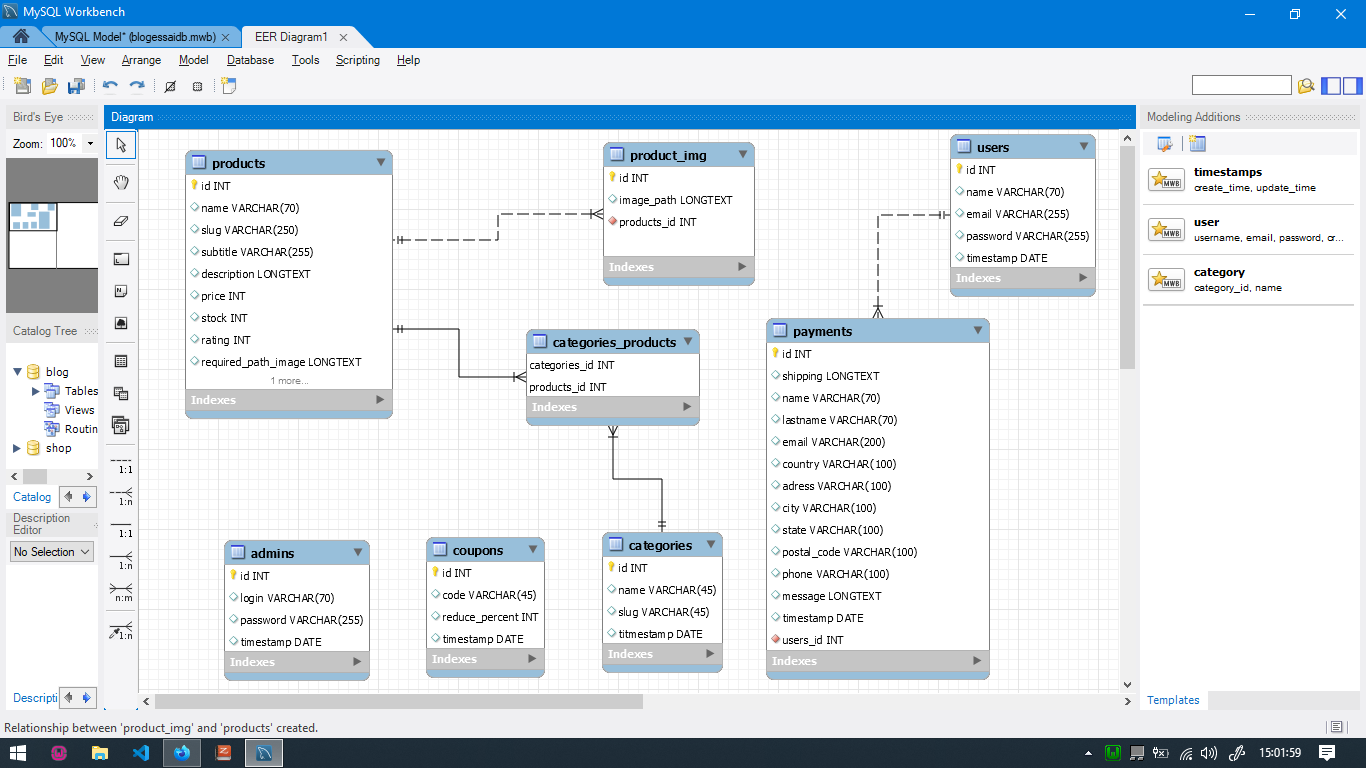 MySQL Workbench
MySQL Model* (blogessaidb.mwb)
EER Diagram1
File Edit View Arrange Model Database Tools Scripting Help
Bird's Eye
Zoom: 100%
Catalog Tree
blog
Tables
Views
Routin
shop
Catalog
Description
Editor
No Selection
Descripti
Diagram
1:1
1:n
1:1
1:n
n:m
1:n
products
id INT
name VARCHAR(70)
slug VARCHAR(250)
subtitle VARCHAR(255)
description LONGTEXT
price INT
stock INT
rating INT
required_path_image LONGTEXT
1 more...
Indexes
product_img
id INT
image_path LONGTEXT
products_id INT
Indexes
users
id INT
name VARCHAR(70)
email VARCHAR(255)
password VARCHAR(255)
timestamp DATE
Indexes
categories_products
categories_id INT
products_id INT
Indexes
payments
id INT
shipping LONGTEXT
name VARCHAR(70)
lastname VARCHAR(70)
email VARCHAR(200)
country VARCHAR(100)
adress VARCHAR(100)
city VARCHAR(100)
state VARCHAR(100)
postal_code VARCHAR(100)
phone VARCHAR(100)
message LONGTEXT
timestamp DATE
users_id INT
Indexes
admins
id INT
login VARCHAR(70)
password VARCHAR(255)
timestamp DATE
Indexes
coupons
id INT
code VARCHAR(45)
reduce_percent INT
timestamp DATE
Indexes
categories
id INT
name VARCHAR(45)
slug VARCHAR(45)
titmestamp DATE
Indexes
Modeling Additions
MWB
timestamps
create_time, update_time
MWB
user
username, email, password, cr...
MWB
category
category_id, name
Templates
Relationship between 'product_img' and 'products' created.
15:01:59